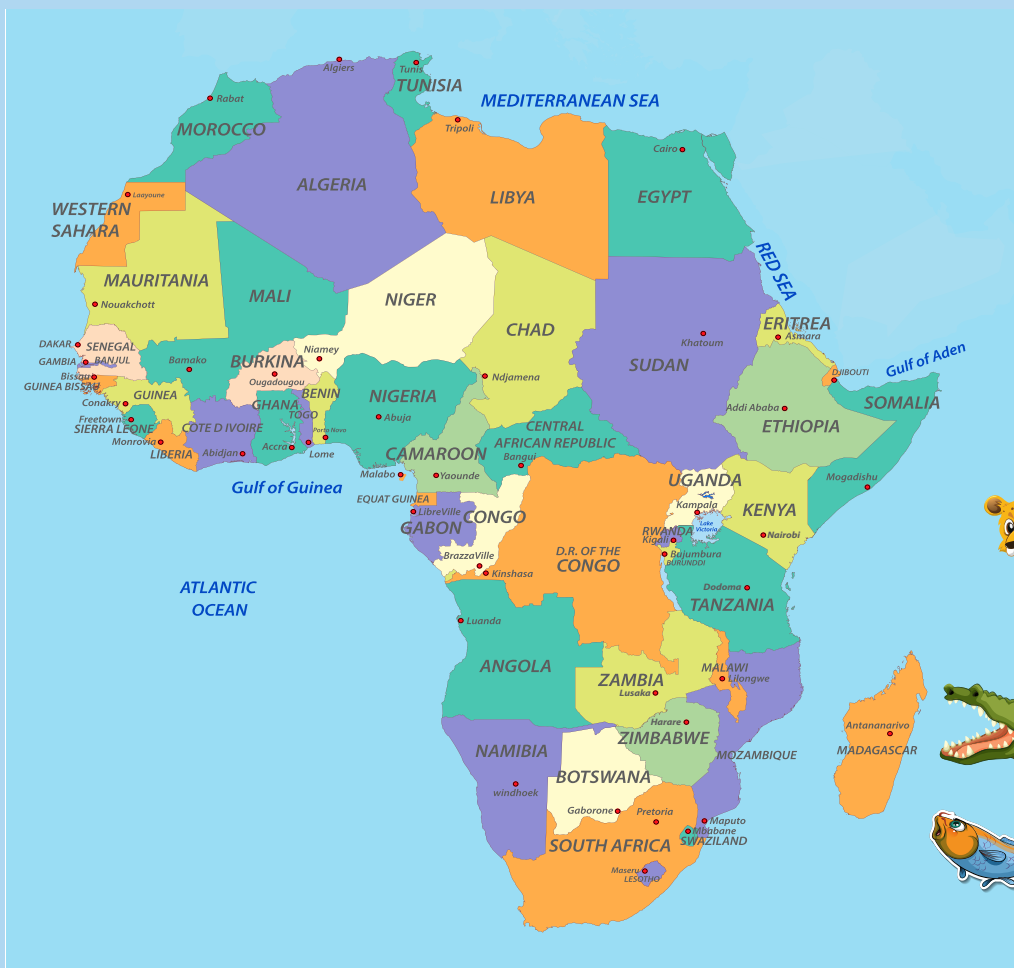 Algiers
Tunis
TUNISIA
MEDITERRANEAN SEA
Rabat
MOROCCO
Tripoli
Cairo
ALGERIA
LIBYA
EGYPT
Laayoune
WESTERN
SAHARA
RED SEA
MAURITANIA
MALI
NIGER
Nouakchott
CHAD
ERITREA
Asmara
Khatoum
SUDAN
DAKAR
SENEGAL
GAMBIA
BANJUL
Bissau
GUINEA BISSAU
Bamako
BURKINA
Niamey
Ougadougou
Ndjamena
DJIBOUTI
Gulf of Aden
SOMALIA
GUINEA
Conakry
Freetown
SIERRA LEONE
Monrovia
LIBERIA
COTE D IVOIRE
Abidjan
GHANA
Accra
TOGO
BENIN
Porto Novo
Lome
NIGERIA
Abuja
Addi Ababa
ETHIOPIA
CENTRAL
AFRICAN REPUBLIC
Bangui
CAMAROON
Yaounde
Malabo
Gulf of Guinea
EQUAT GUINEA
LibreVille
GABON
CONGO
UGANDA
Kampala
Lake
Victoria
KENYA
Nairobi
Mogadishu
RWANDA
Kigali
Bujumbura
BURUNDDI
BrazzaVille
Kinshasa
D.R. OF THE
CONGO
ATLANTIC
OCEAN
Dodoma
TANZANIA
Luanda
ANGOLA
ZAMBIA
Lusaka
MALAWI
Lilongwe
Harare
ZIMBABWE
MOZAMBIQUE
Antananarivo
MADAGASCAR
NAMIBIA
windhoek
BOTSWANA
Gaborone
Pretoria
Maputo
Mbabane
SWAZILAND
SOUTH AFRICA
Maseru
LESOTHO